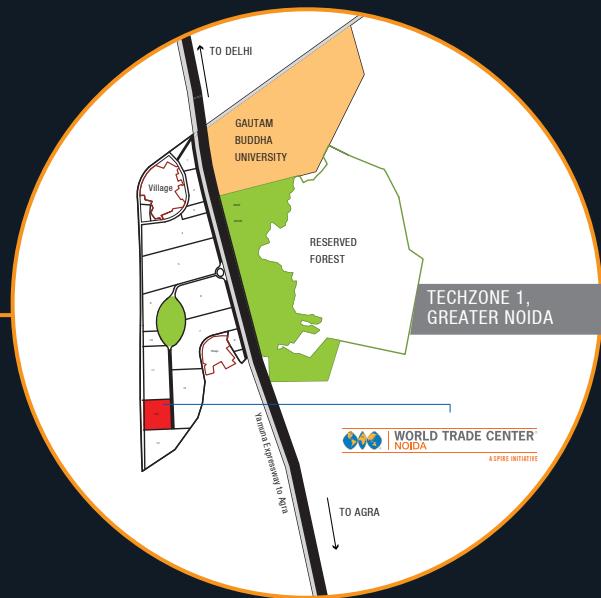 TO DELHI
GAUTAM
BUDDHA
UNIVERSITY
Village
RESERVED
FOREST
TECHZONE 1,
GREATER NOIDA
WORLD TRADE CENTER®
NOIDA
A SPIRE INITIATIVE
Yamuna Expressway to Agra
TO AGRA